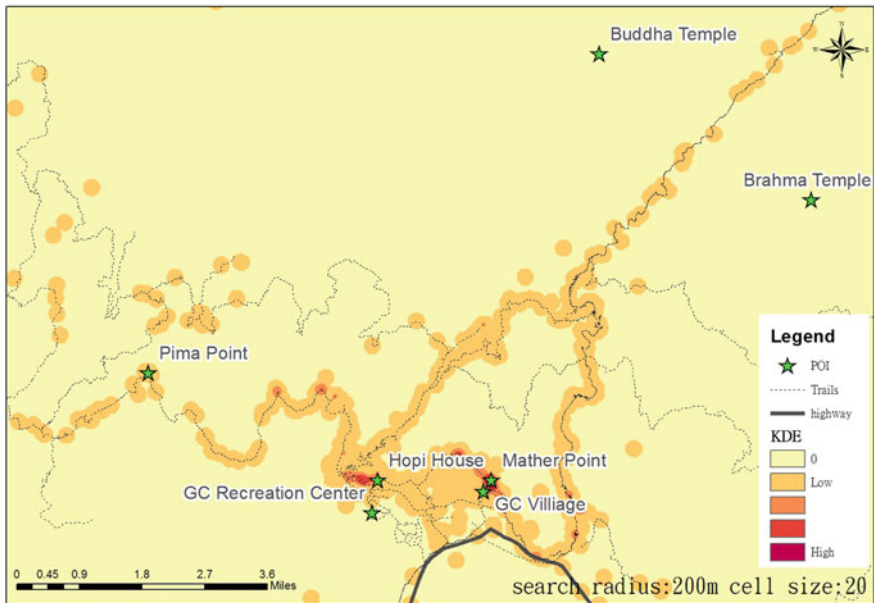 Buddha Temple
N
W
E
S
Brahma Temple
Pima Point
Hopi House
Mather Point
GC Recreation Center
GC Villiage
Legend
POI
Trails
highway
KDE
0
Low
High
0 0.45 0.9 1.8 2.7 3.6
Miles
search radius:200m cell size:20